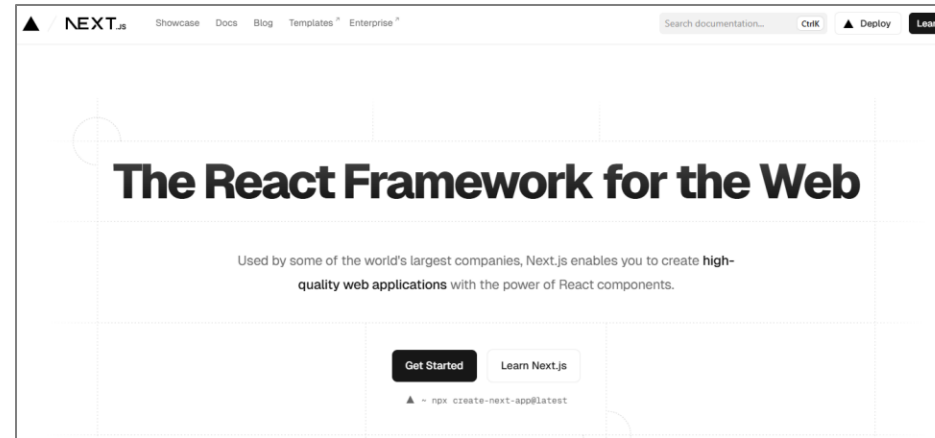 NEXT.JS Showcase Docs Blog Templates Enterprise Search documentation... CtrlK Deploy Lear
The React Framework for the Web
Used by some of the world's largest companies, Next.js enables you to create high-
quality web applications with the power of React components.
Get Started Learn Next.js
~ npx create-next-app@latest